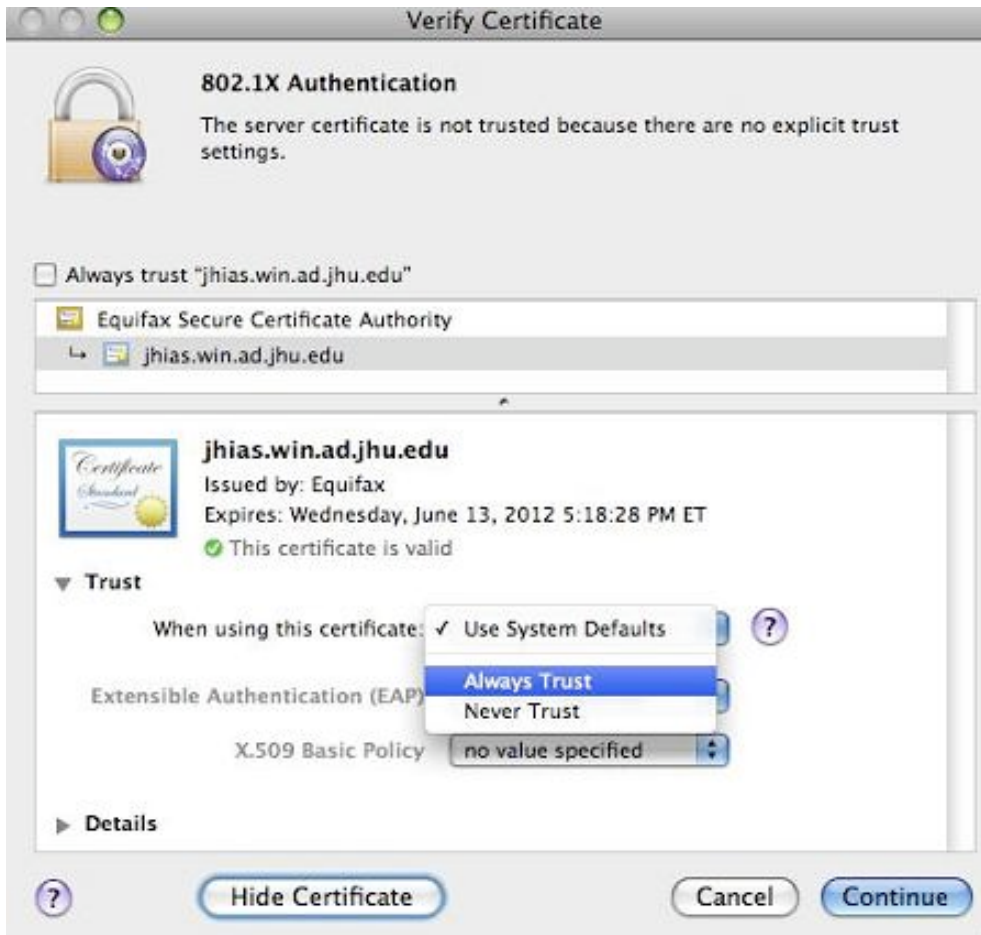 Verify Certificate
802.1X Authentication
The server certificate is not trusted because there are no explicit trust
settings.
Always trust "jhias.win.ad.jhu.edu"
Equifax Secure Certificate Authority
jhias.win.ad.jhu.edu
Certificate
Standard
jhias.win.ad.jhu.edu
Issued by: Equifax
Expires: Wednesday, June 13, 2012 5:18:28 PM ET
This certificate is valid
Trust
When using this certificate: ✓ Use System Defaults ?
Always Trust
Extensible Authentication (EAP)
Never Trust
X.509 Basic Policy no value specified
Details
? Hide Certificate Cancel Continue